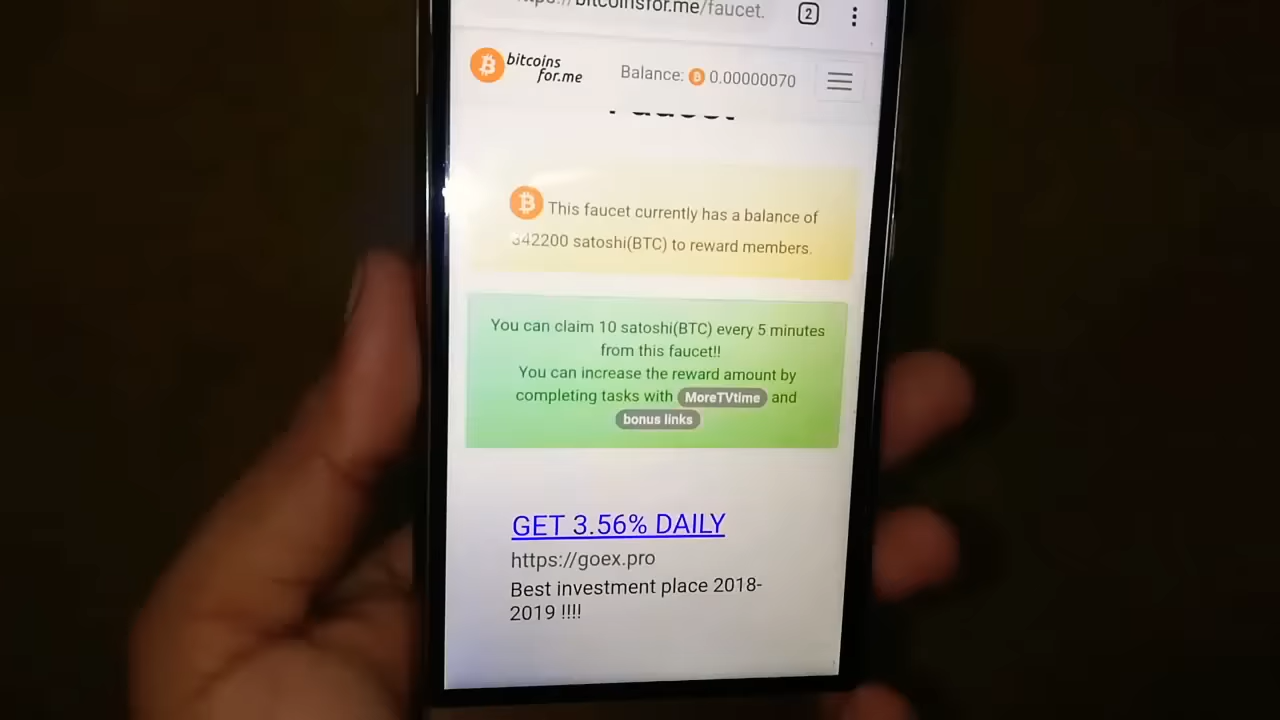 bitcoinsfor.me/faucet.
2
bitcoins
for.me
Balance: 0.00000070
Faucet
This faucet currently has a balance of
342200 satoshi(BTC) to reward members.
You can claim 10 satoshi(BTC) every 5 minutes
from this faucet!!
You can increase the reward amount by
completing tasks with MoreTVtime and
bonus links
GET 3.56% DAILY
https://goex.pro
Best investment place 2018-
2019 !!!!